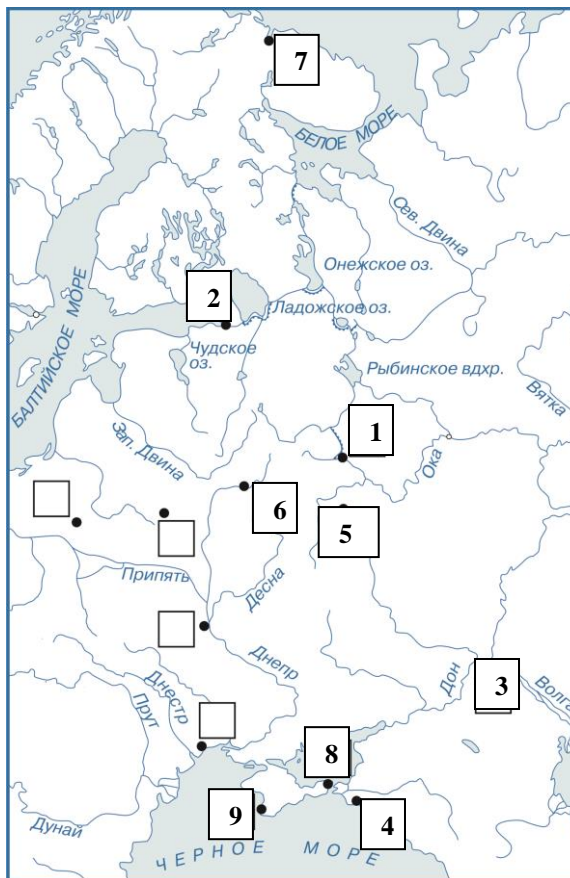 7
БЕЛОЕ МОРЕ
Сев. Двина
Онежское оз.
2
Ладожское оз.
Чудское
оз.
БАЛТИЙСКОЕ МОРЕ
Рыбинское вдхр.
Вятка
1
Зап. Двина
Ока
6
5
Припять
Десна
Днепр
Дон
3
Волга
Днестр
Прут
8
9
4
Дунай
ЧЕРНОЕ МОРЕ